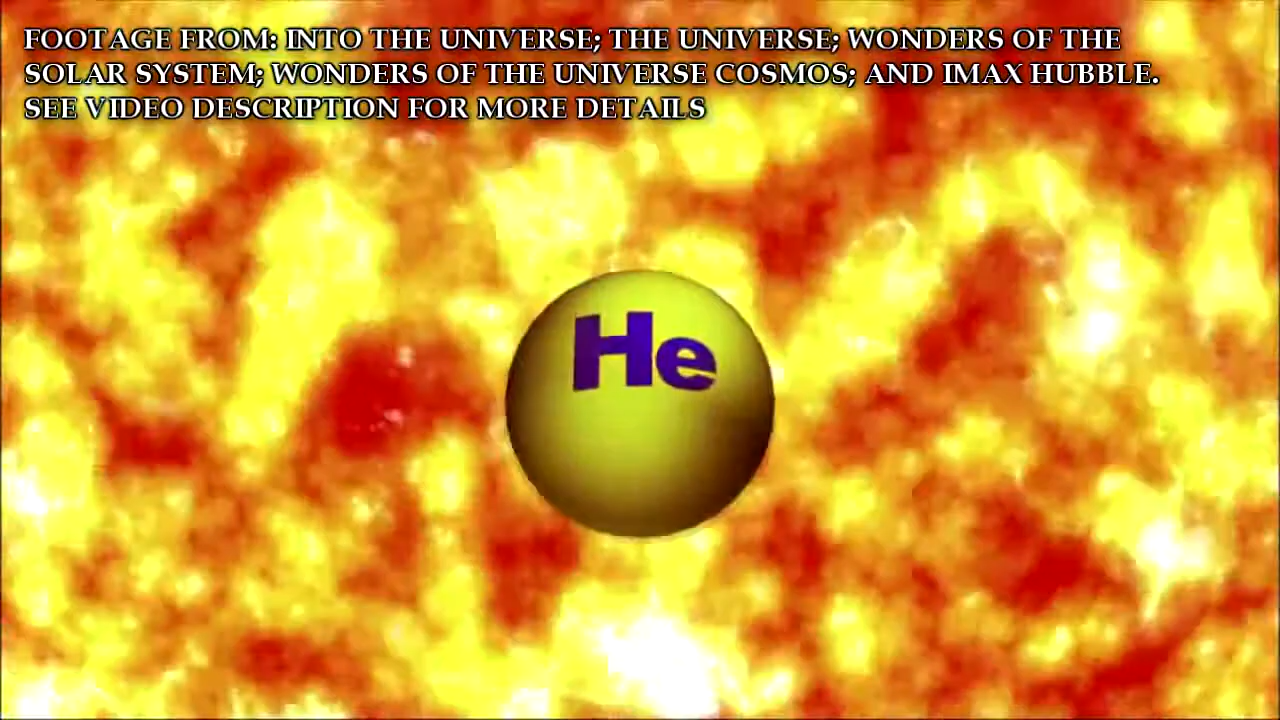 FOOTAGE FROM: INTO THE UNIVERSE; THE UNIVERSE; WONDERS OF THE
SOLAR SYSTEM; WONDERS OF THE UNIVERSE COSMOS; AND IMAX HUBBLE.
SEE VIDEO DESCRIPTION FOR MORE DETAILS
He